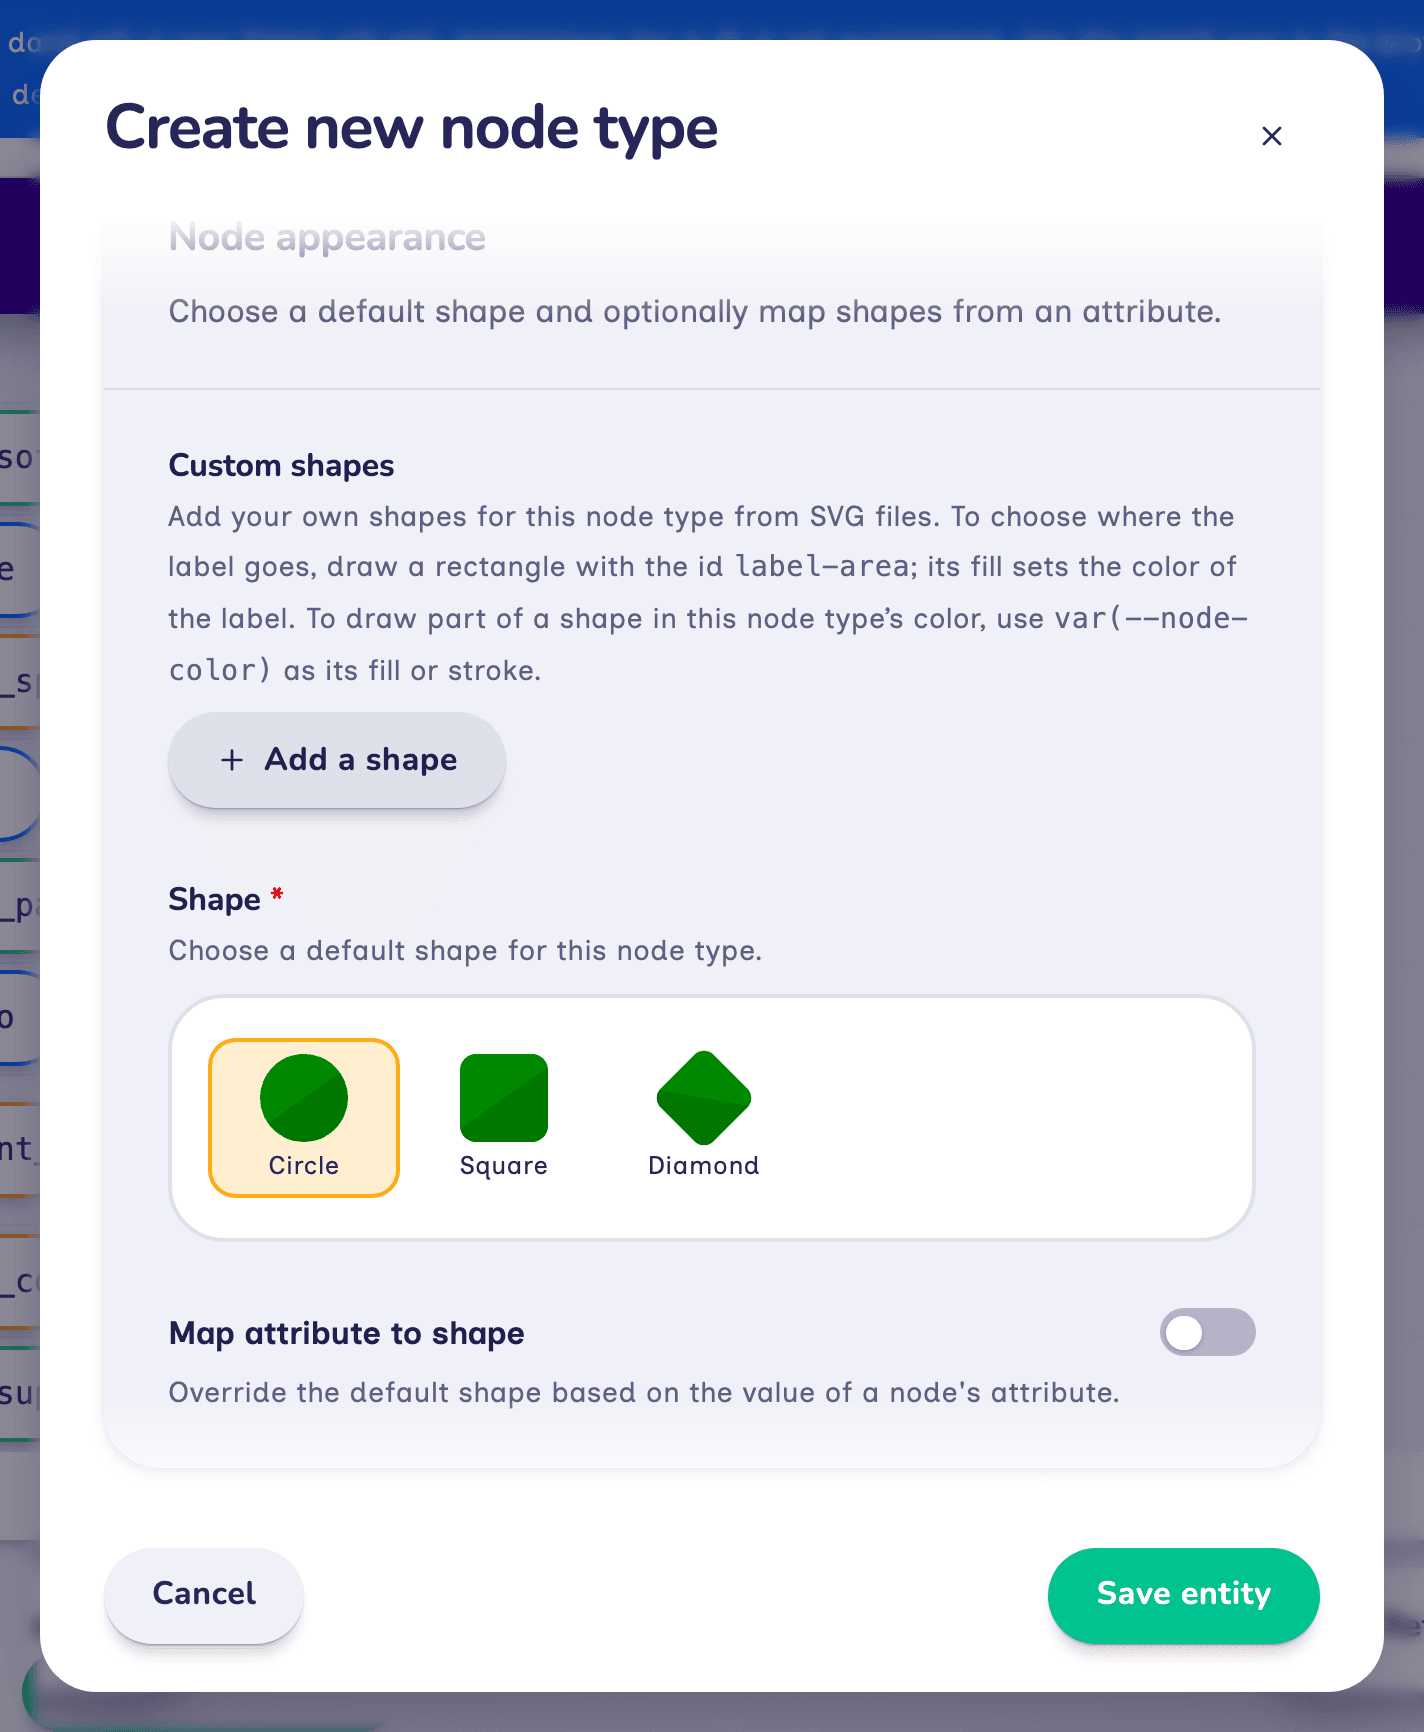 Create new node type
Node appearance
Choose a default shape and optionally map shapes from an attribute.
Custom shapes
Add your own shapes for this node type from SVG files. To choose where the
label goes, draw a rectangle with the id label-area; its fill sets the color of
the label. To draw part of a shape in this node type’s color, use var(--node-
color) as its fill or stroke.
+ Add a shape
Shape *
Choose a default shape for this node type.
Circle
Square
Diamond
Map attribute to shape
Override the default shape based on the value of a node's attribute.
Cancel
Save entity